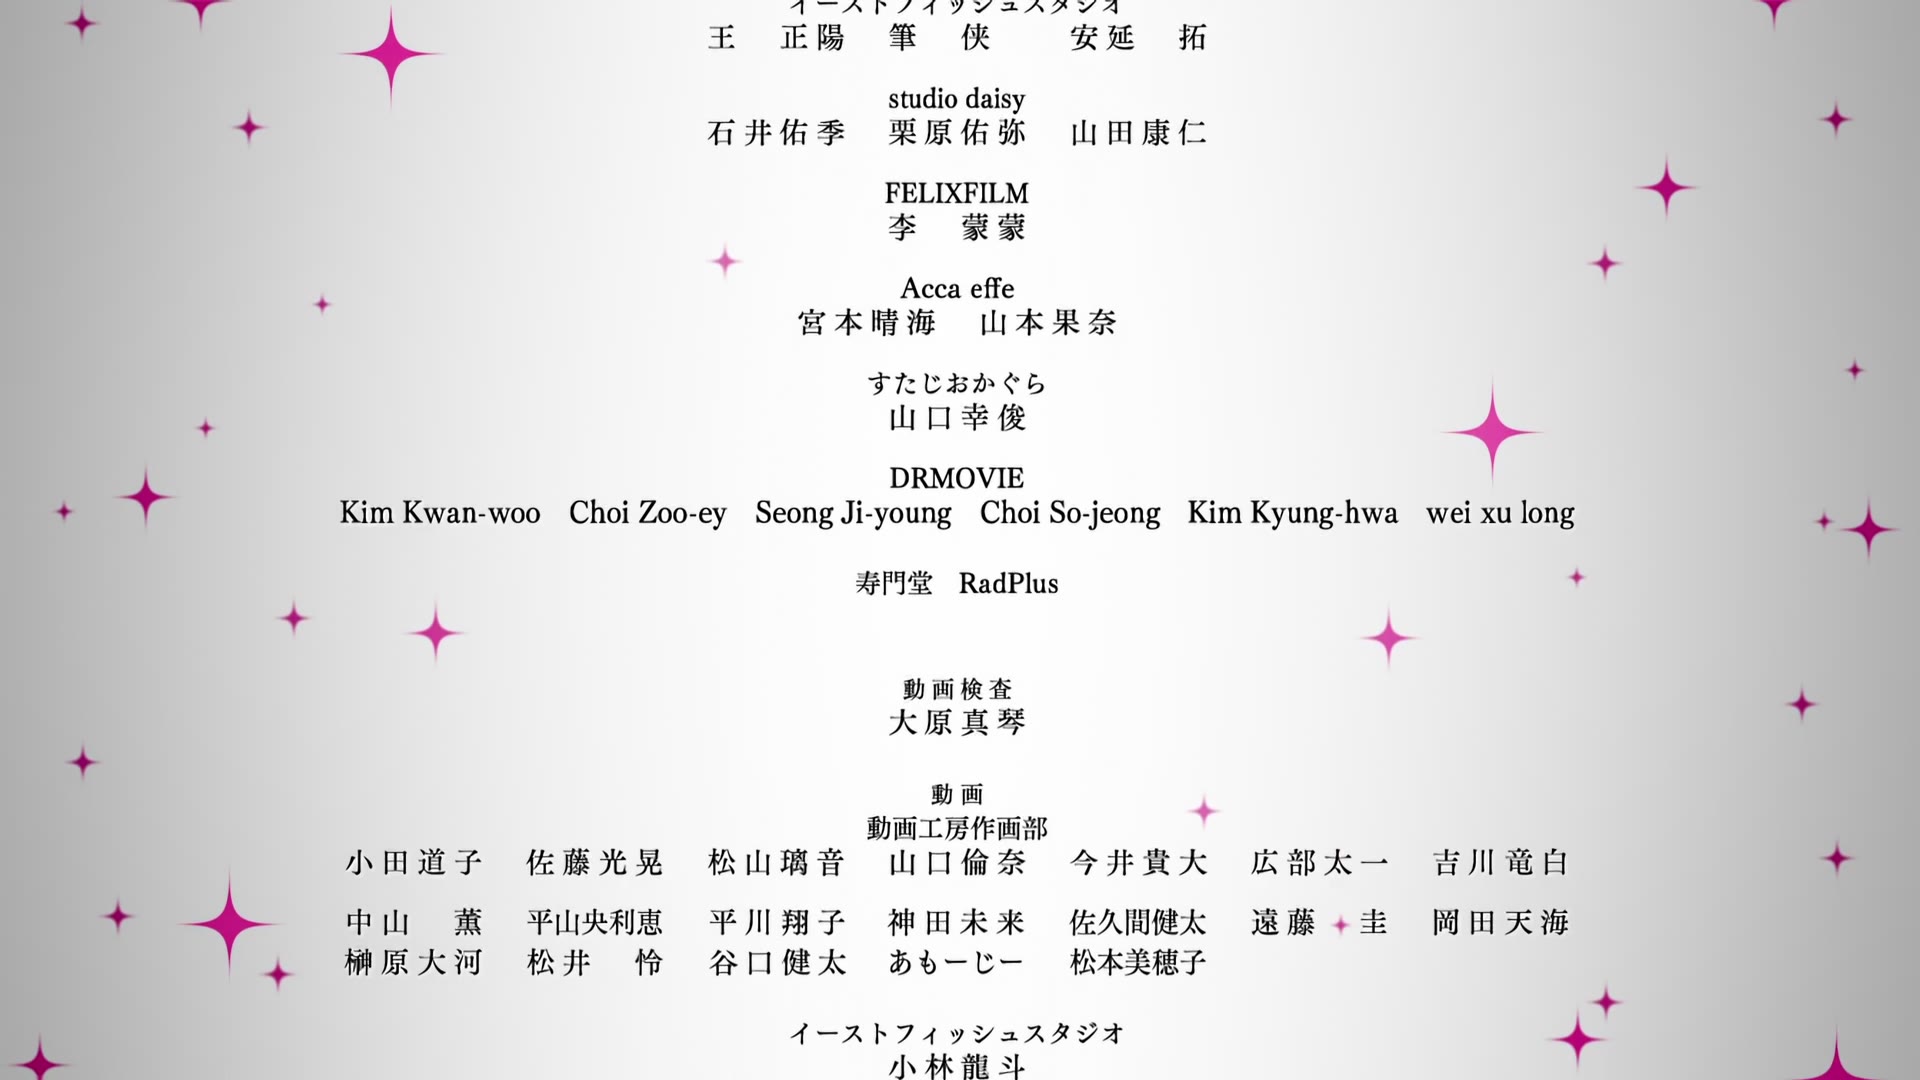 イーストフィッシュスタジオ
王　正陽　筆　侠　安延　拓
studio daisy
石井佑季　栗原佑弥　山田康仁
FELIXFILM
李　蒙蒙
Acca effe
宮本晴海　山本果奈
すたじおかぐら
山口幸俊
DRMOVIE
Kim Kwan-woo　Choi Zoo-ey　Seong Ji-young　Choi So-jeong　Kim Kyung-hwa　wei xu long
寿門堂　RadPlus
動画検査
大原真琴
動画
動画工房作画部
小田道子　佐藤光晃　松山璃音　山口倫奈　今井貴大　広部太一　吉川竜白
中山　薫　平山央利恵　平川翔子　神田未来　佐久間健太　遠藤　圭　岡田天海
榊原大河　松井　怜　谷口健太　あもーじー　松本美穂子
イーストフィッシュスタジオ
小林龍斗